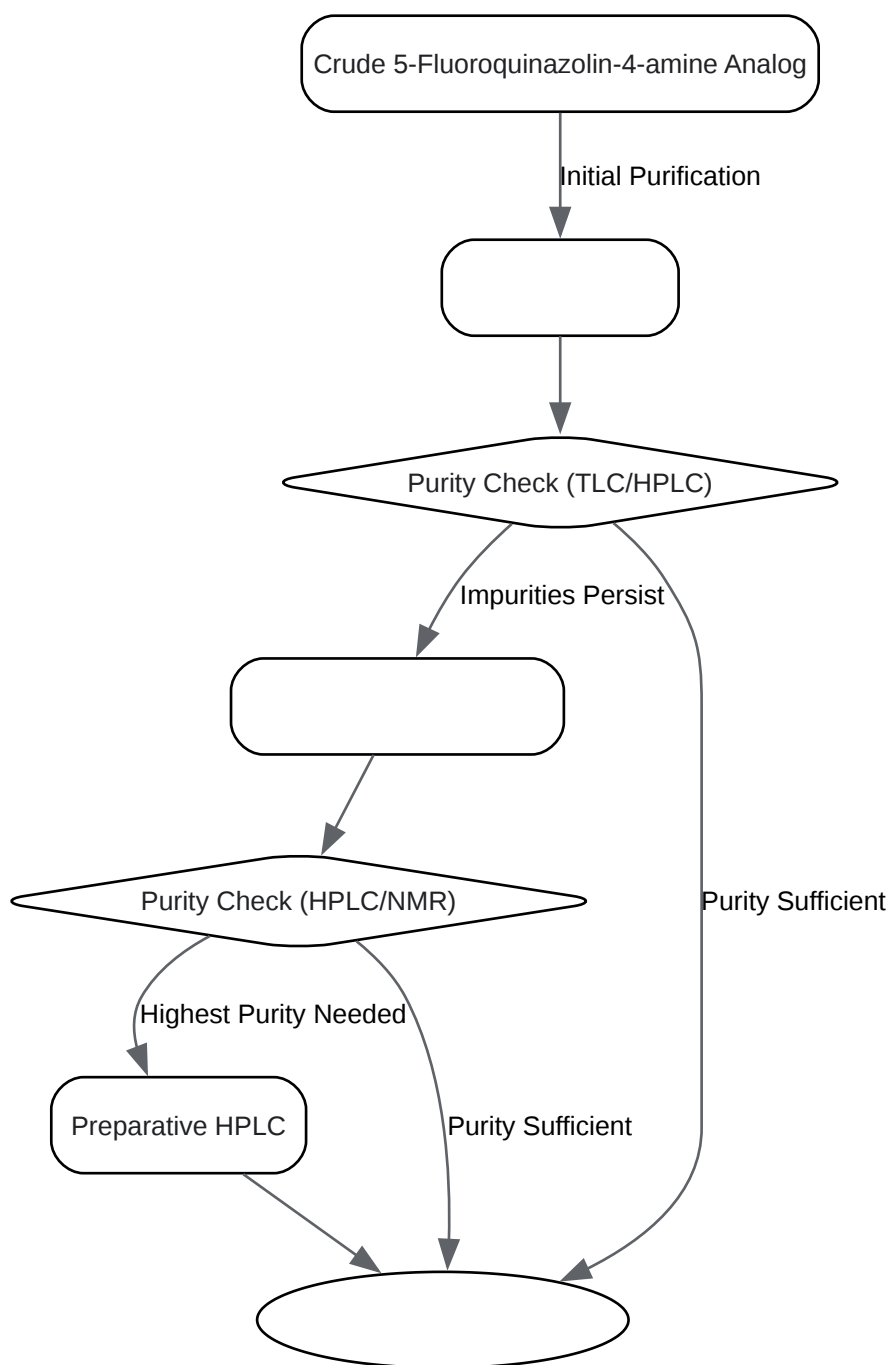 Crude 5-Fluoroquinazolin-4-amine Analog
Initial Purification
Purity Check (TLC/HPLC)
Impurities Persist
Purity Check (HPLC/NMR)
Purity Sufficient
Highest Purity Needed
Preparative HPLC
Purity Sufficient